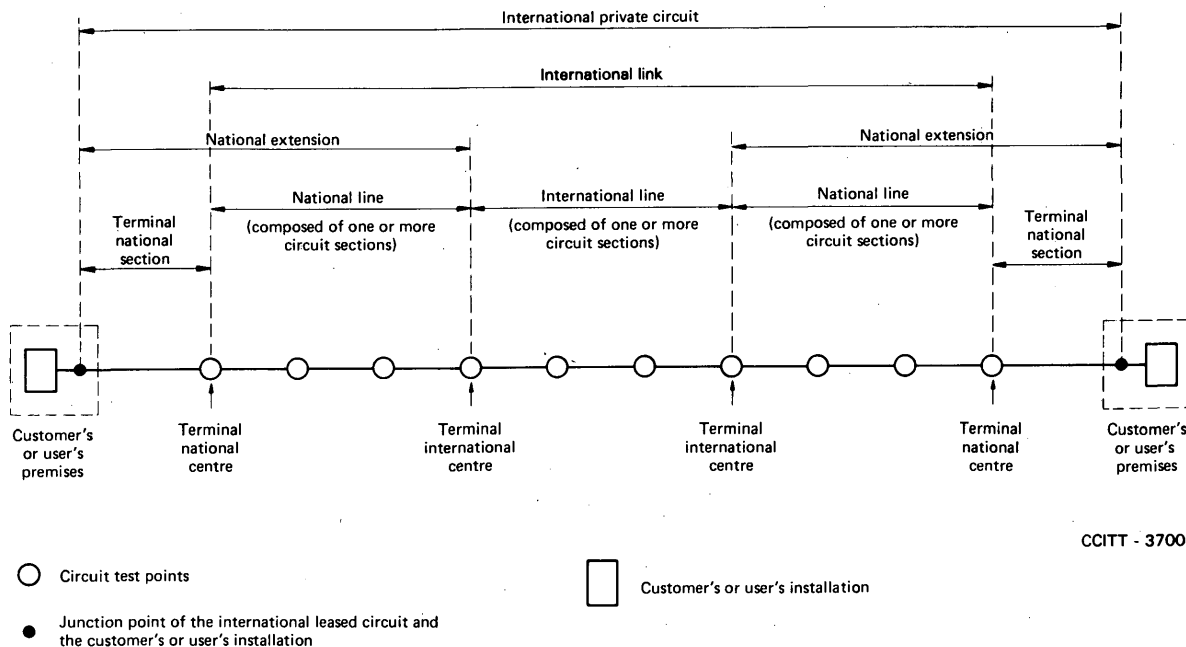 International private circuit
International link
National extension
National extension
National line
International line
National line
(composed of one or more
circuit sections)
(composed of one or more
circuit sections)
(composed of one or more
circuit sections)
Terminal
national
section
Terminal
national
section
Customer's
or user's
premises
Terminal
national
centre
Terminal
international
centre
Terminal
international
centre
Terminal
national
centre
Customer's
or user's
premises
CCITT - 3700
Circuit test points
Customer's or user's installation
Junction point of the international leased circuit and
the customer's or user's installation